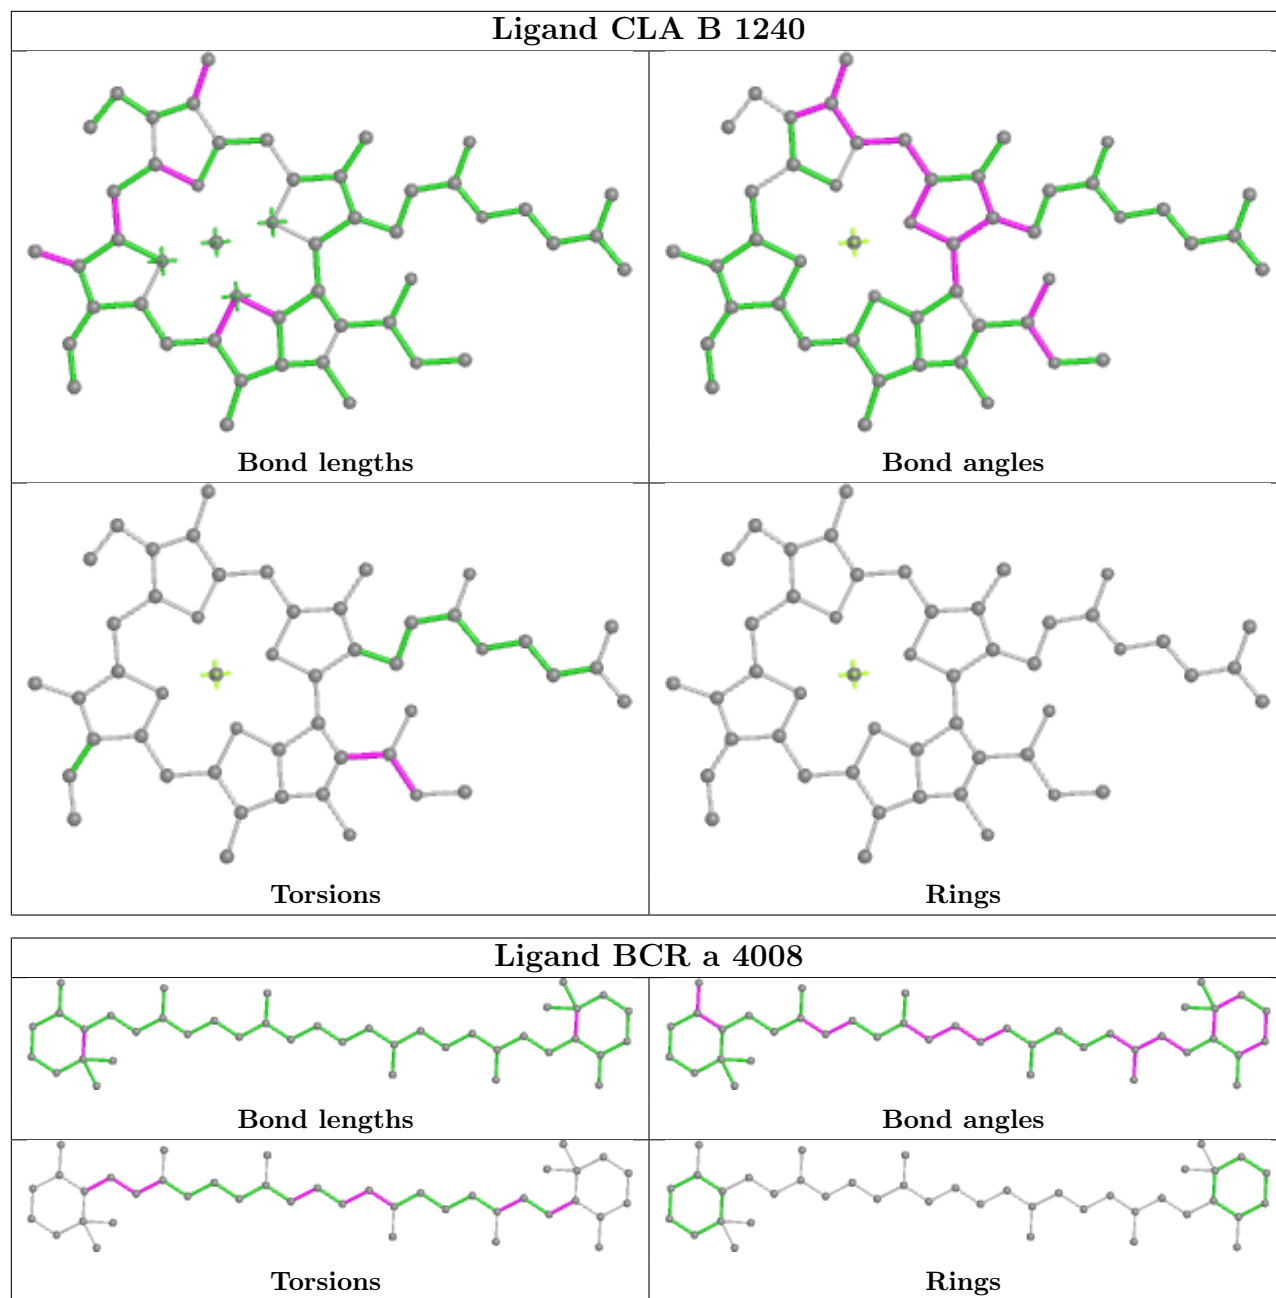 Ligand CLA B 1240
Bond lengths
Bond angles
Torsions
Rings
Ligand BCR a 4008
Bond lengths
Bond angles
Torsions
Rings